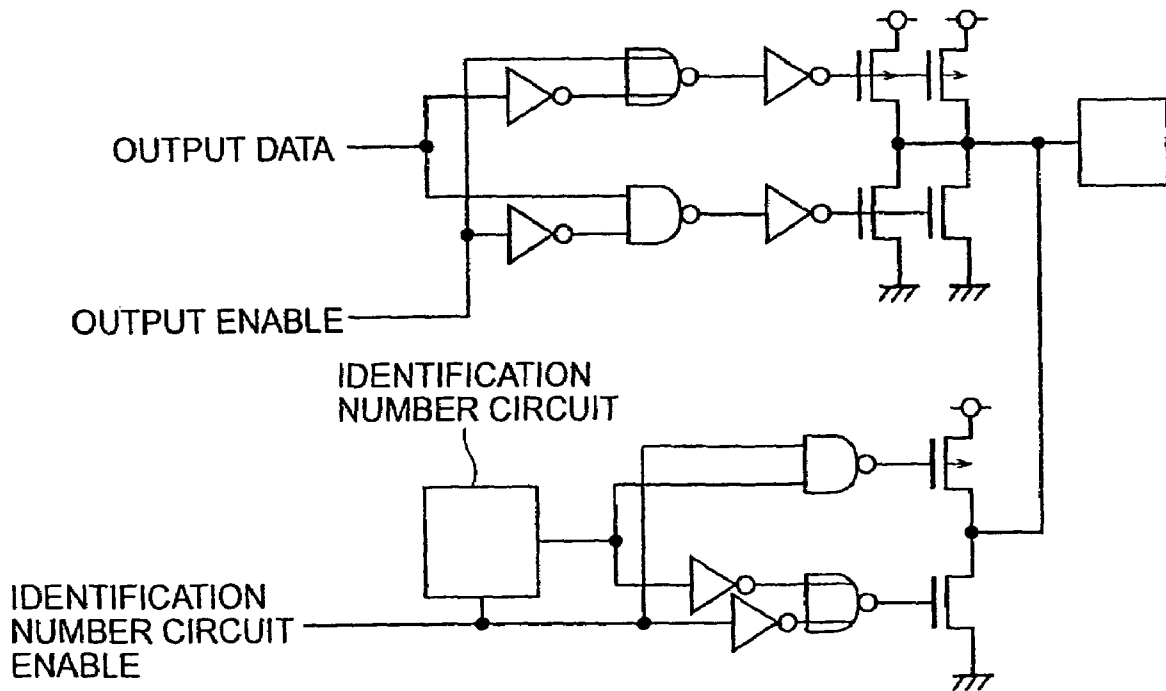 OUTPUT DATA
OUTPUT ENABLE
IDENTIFICATION
NUMBER CIRCUIT
IDENTIFICATION
NUMBER CIRCUIT
ENABLE